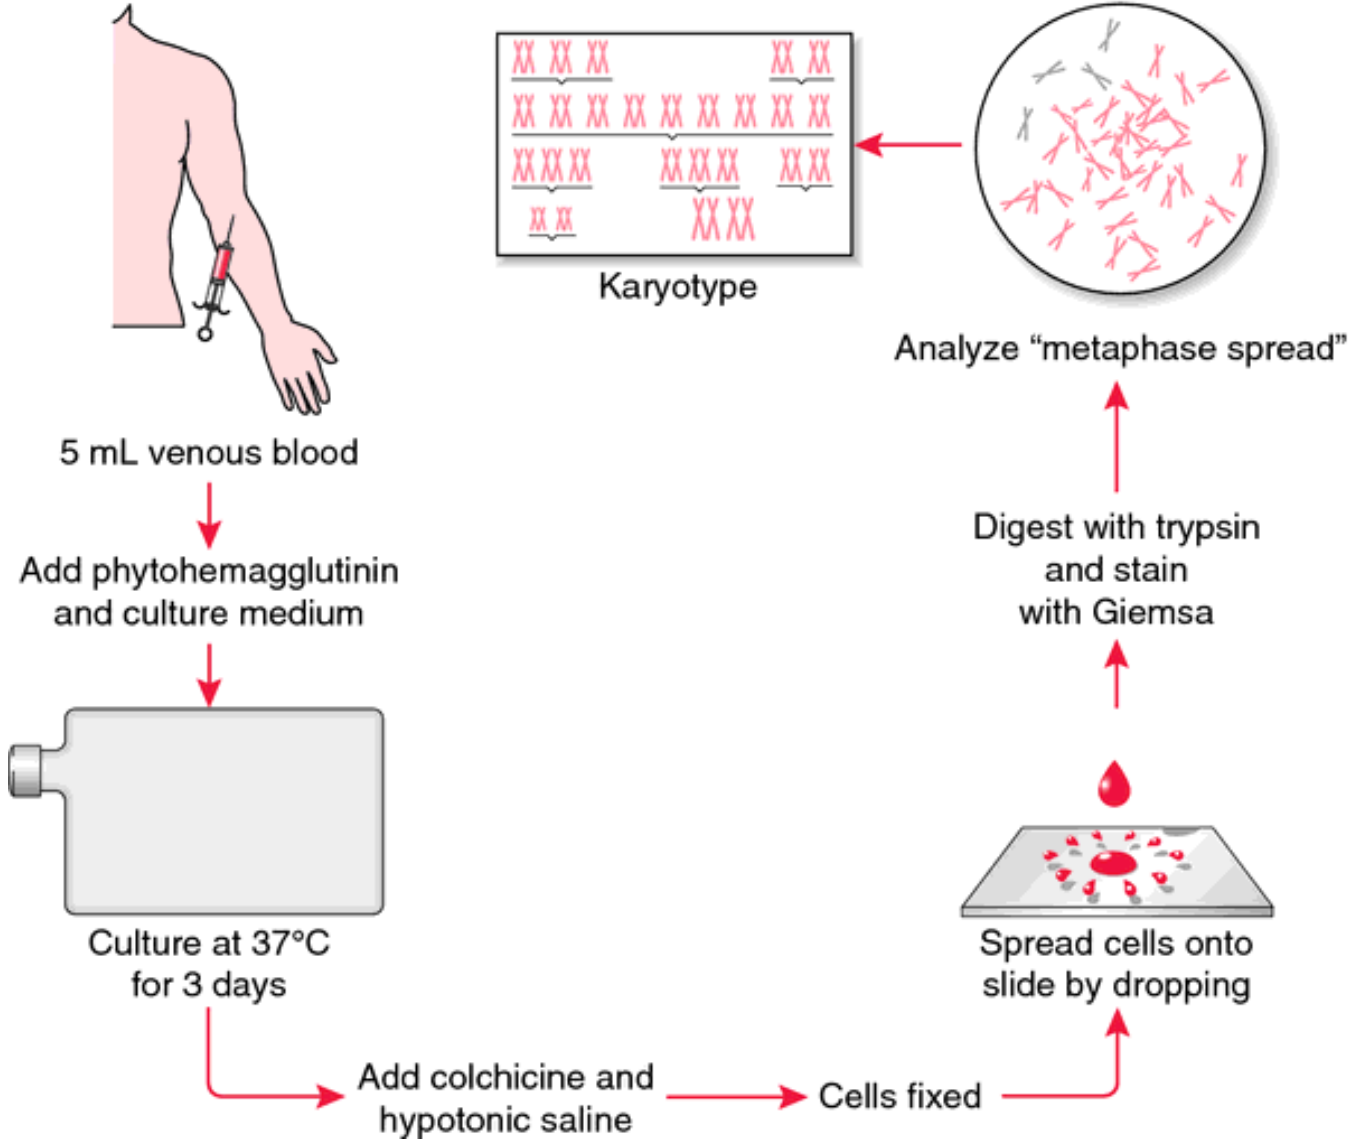 5 mL venous blood
Add phytohemagglutinin
and culture medium
Culture at 37°C
for 3 days
Add colchicine and
hypotonic saline
Cells fixed
Spread cells onto
slide by dropping
Digest with trypsin
and stain
with Giemsa
Analyze “metaphase spread”
Karyotype